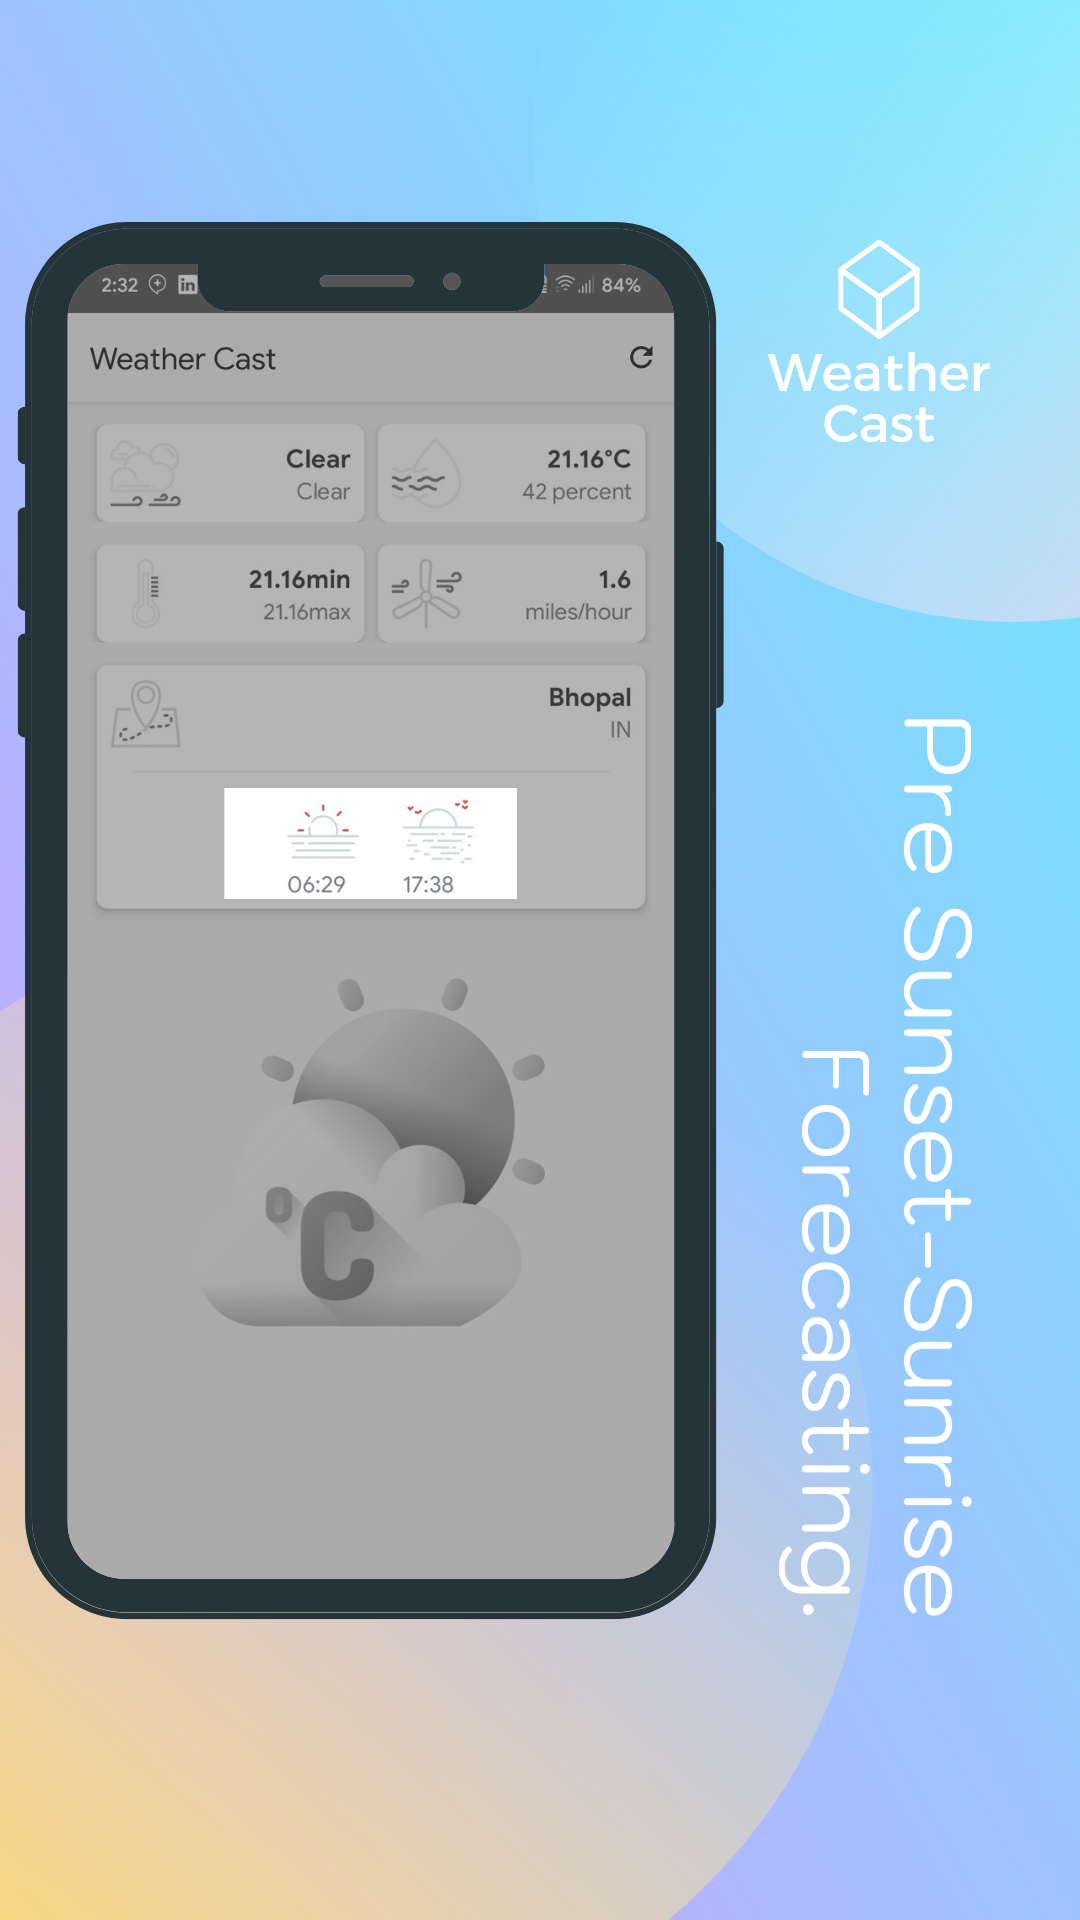 2:32
84%
Weather Cast
Clear
Clear
21.16°C
42 percent
21.16min
21.16max
1.6
miles/hour
Bhopal
IN
06:29
17:38
°C
Weather
Cast
Pre Sunset-Sunrise
Forecasting.